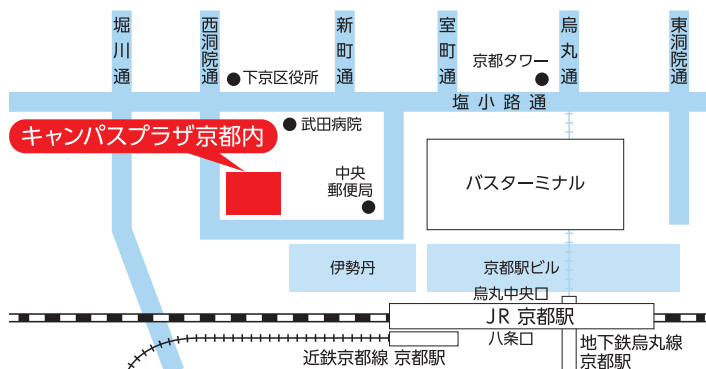 堀川通
西洞院通
新町通
室町通
烏丸通
東洞院通
下京区役所
京都タワー
塩小路通
武田病院
キャンパスプラザ京都内
中央
郵便局
バスターミナル
伊勢丹
京都駅ビル
烏丸中央口
JR 京都駅
八条口
近鉄京都線 京都駅
地下鉄烏丸線
京都駅